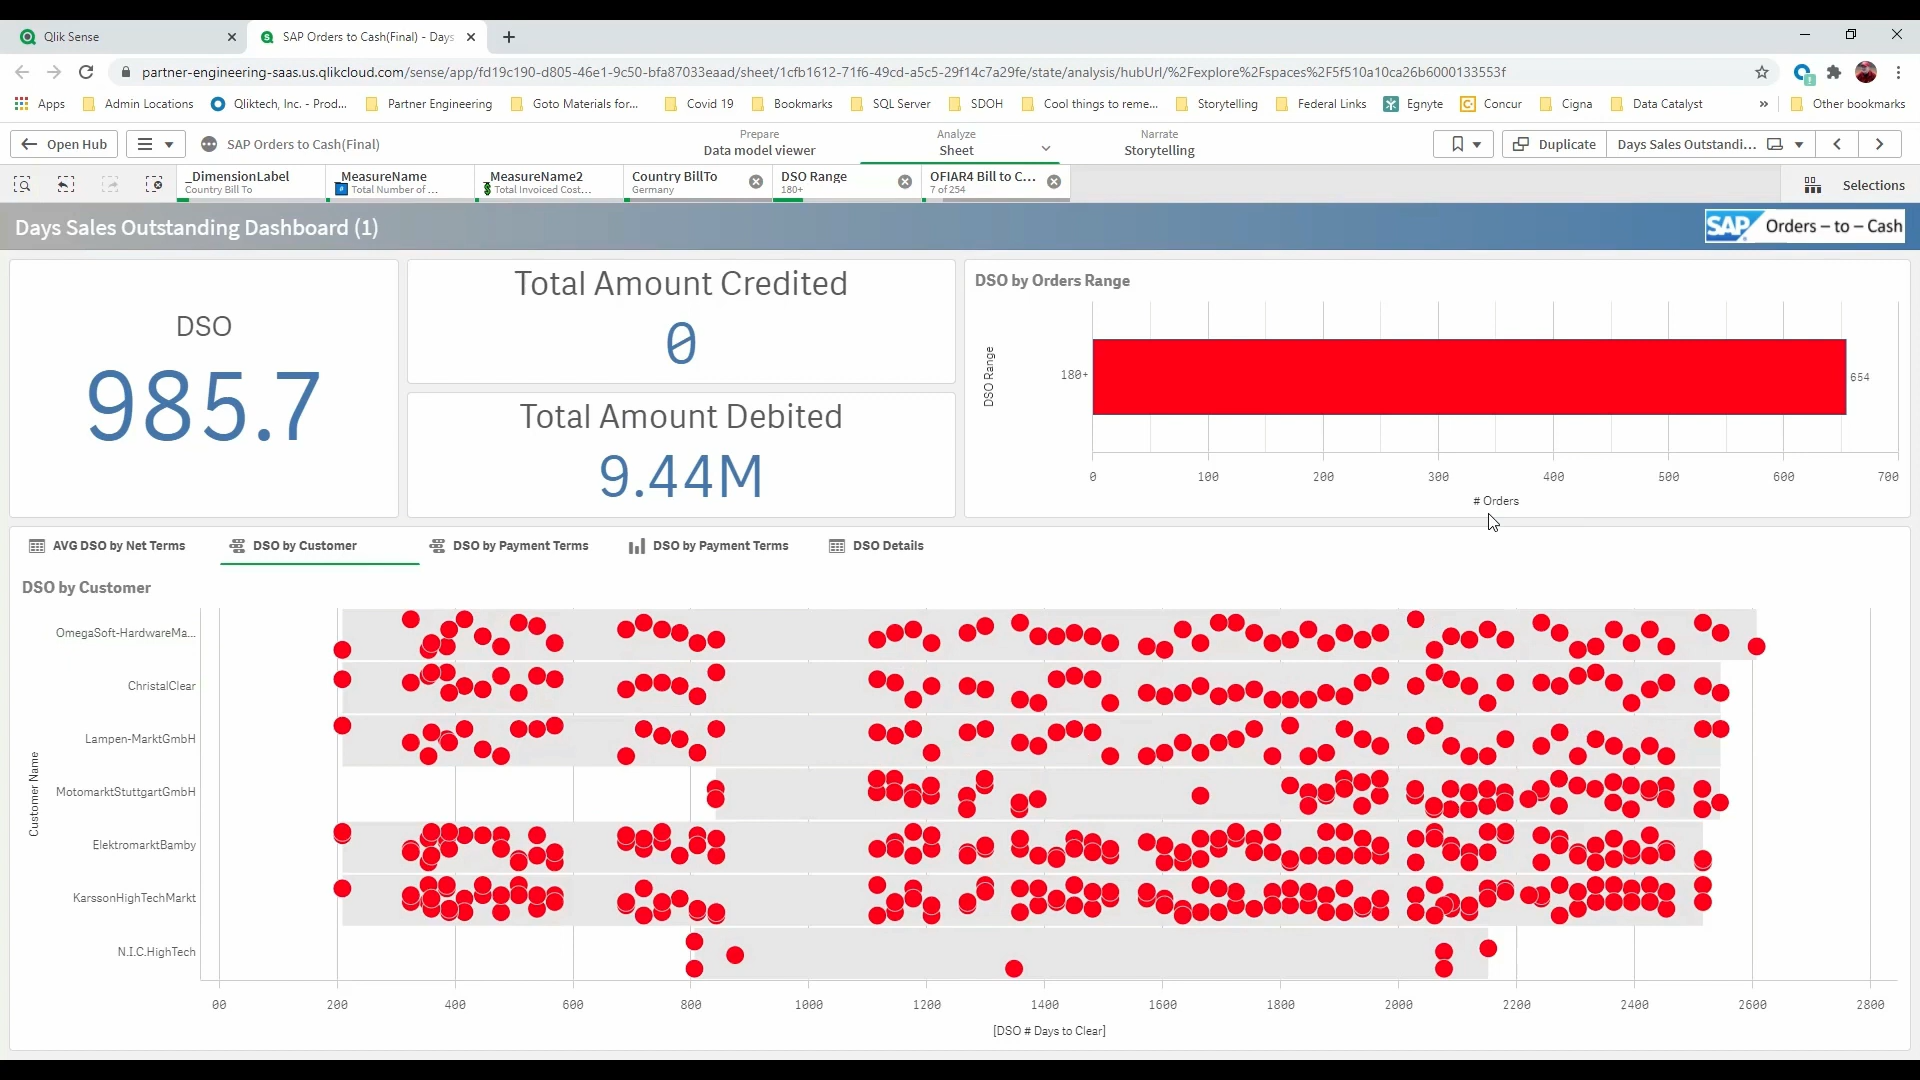 Qlik Sense
SAP Orders to Cash(Final) - Days
partner-engineering-saas.us.qlikcloud.com/sense/app/fd19c190-d805-46e1-9c50-bfa87033eaad/sheet/1cfb1612-71f6-49cd-a5c5-29f14c7a29fe/state/analysis/hubUrl/%2Fexplore%2Fspaces%2F5f510a10ca26b6000133553f
Apps
Admin Locations
Qliktech, Inc. - Prod...
Partner Engineering
Goto Materials for...
Covid 19
Bookmarks
SQL Server
SDOH
Cool things to reme...
Storytelling
Federal Links
Egnyte
Concur
Cigna
Data Catalyst
»
Other bookmarks
Open Hub
SAP Orders to Cash(Final)
Prepare
Data model viewer
Analyze
Sheet
Narrate
Storytelling
Duplicate
Days Sales Outstandi...
_DimensionLabel
Country Bill To
_MeasureName
Total Number of ...
_MeasureName2
Total Invoiced Cost...
Country BillTo
Germany
DSO Range
180+
OFIAR4 Bill to C...
7 of 254
Selections
Days Sales Outstanding Dashboard (1)
SAP Orders – to – Cash
DSO
985.7
Total Amount Credited
0
Total Amount Debited
9.44M
DSO by Orders Range
DSO Range
180+
654
0 100 200 300 400 500 600 700
# Orders
AVG DSO by Net Terms
DSO by Customer
DSO by Payment Terms
DSO by Payment Terms
DSO Details
DSO by Customer
Customer Name
OmegaSoft-HardwareMa...
ChristalClear
Lampen-MarktGmbH
MotomarktStuttgartGmbH
ElektromarktBamby
KarssonHighTechMarkt
N.I.C.HighTech
00 200 400 600 800 1000 1200 1400 1600 1800 2000 2200 2400 2600 2800
[DSO # Days to Clear]